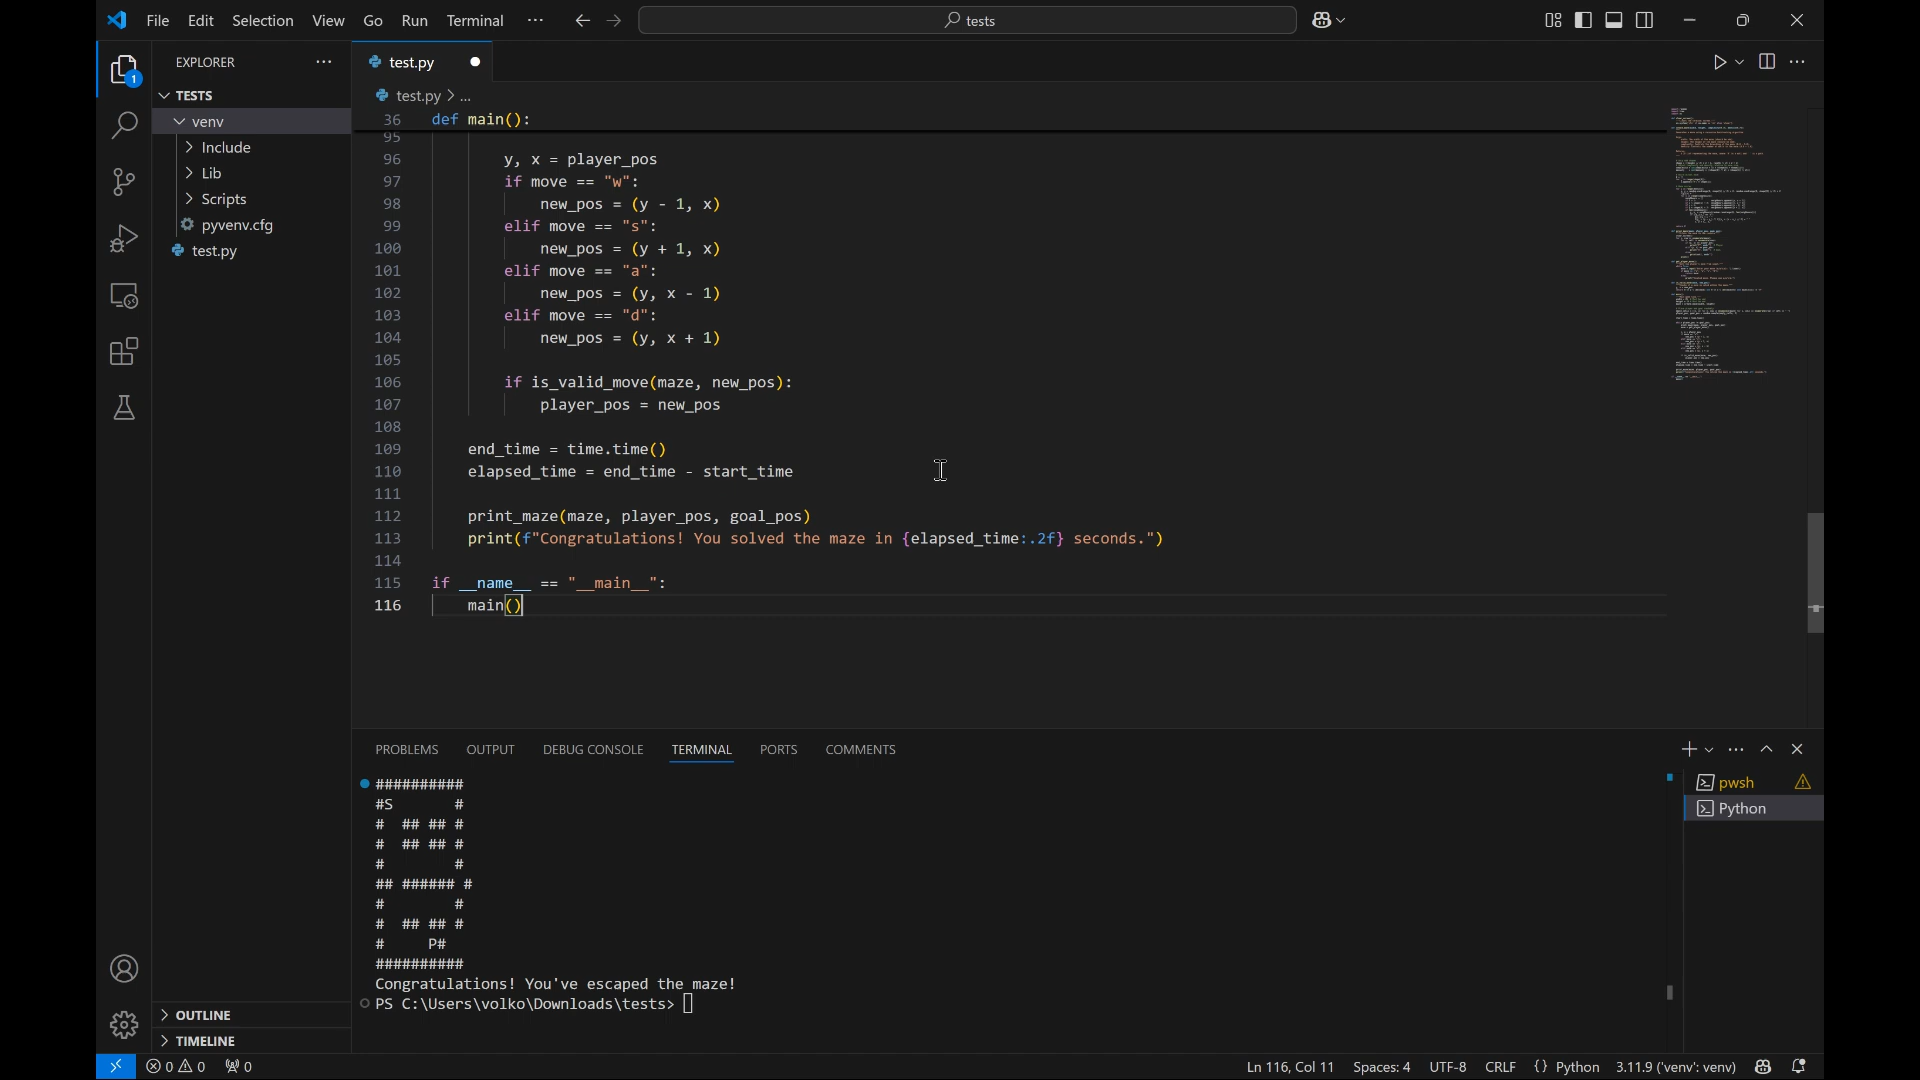 File Edit Selection View Go Run Terminal ··· tests
EXPLORER ···
TESTS
venv
Include
Lib
Scripts
pyvenv.cfg
test.py
OUTLINE
TIMELINE
1
test.py
test.py > ...
36 def main():
95
96 y, x = player_pos
97 if move == "w":
98 new_pos = (y - 1, x)
99 elif move == "s":
100 new_pos = (y + 1, x)
101 elif move == "a":
102 new_pos = (y, x - 1)
103 elif move == "d":
104 new_pos = (y, x + 1)
105
106 if is_valid_move(maze, new_pos):
107 player_pos = new_pos
108
109 end_time = time.time()
110 elapsed_time = end_time - start_time
111
112 print_maze(maze, player_pos, goal_pos)
113 print(f"Congratulations! You solved the maze in {elapsed_time:.2f} seconds.")
114
115 if __name__ == "__main__":
116 main()
PROBLEMS OUTPUT DEBUG CONSOLE TERMINAL PORTS COMMENTS
pwsh
Python
##########
#S       #
#  ## ## #
#  ## ## #
#        #
## ###### #
#        #
#  ## ## #
#     P#
##########
Congratulations! You've escaped the maze!
PS C:\Users\volko\Downloads\tests>
0 0 0 Ln 116, Col 11 Spaces: 4 UTF-8 CRLF {} Python 3.11.9 ('venv': venv)